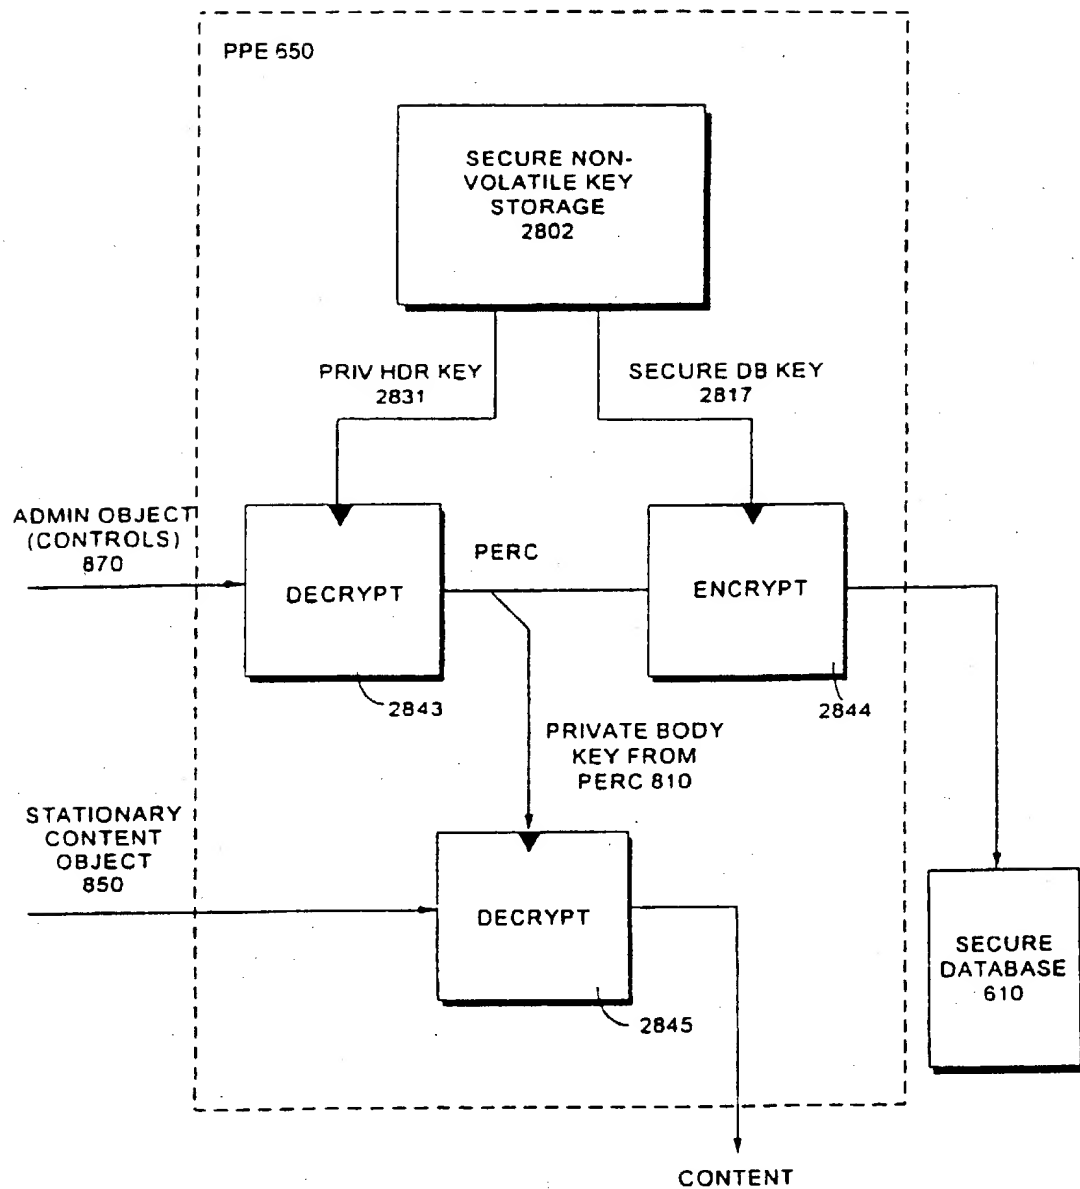 PPE 650
SECURE NON-
VOLATILE KEY
STORAGE
2802
PRIV HDR KEY
2831
SECURE DB KEY
2817
ADMIN OBJECT
(CONTROLS)
870
DECRYPT
PERC
ENCRYPT
2843
2844
PRIVATE BODY
KEY FROM
PERC 810
STATIONARY
CONTENT
OBJECT
850
DECRYPT
2845
SECURE
DATABASE
610
CONTENT